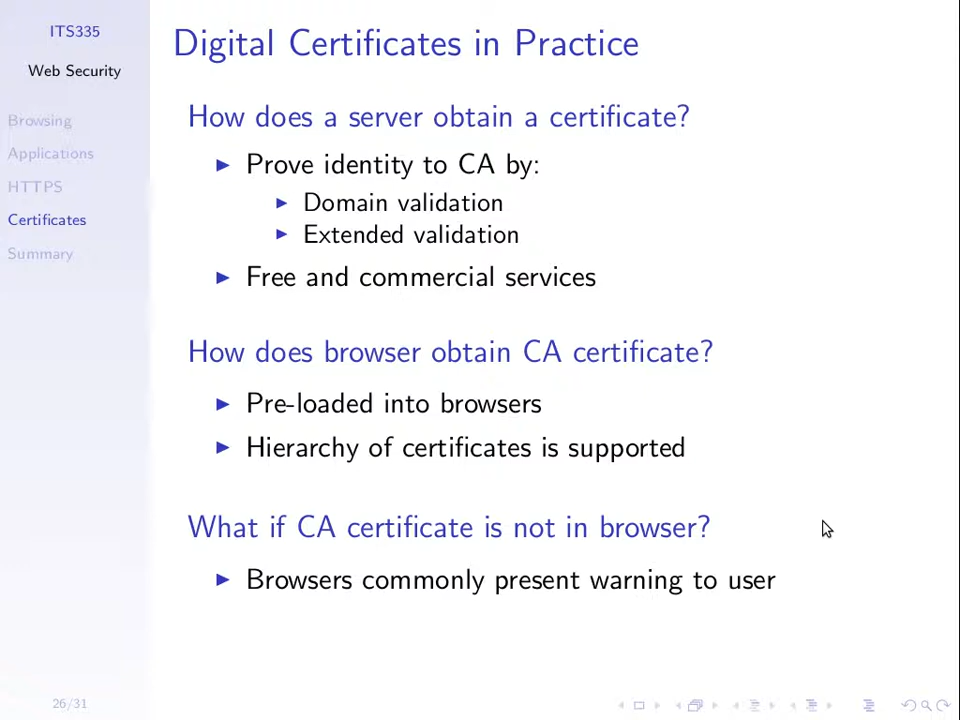 ITS335
Web Security
Browsing
Applications
HTTPS
Certificates
Summary
Digital Certificates in Practice
How does a server obtain a certificate?
Prove identity to CA by:
Domain validation
Extended validation
Free and commercial services
How does browser obtain CA certificate?
Pre-loaded into browsers
Hierarchy of certificates is supported
What if CA certificate is not in browser?
Browsers commonly present warning to user
26/31